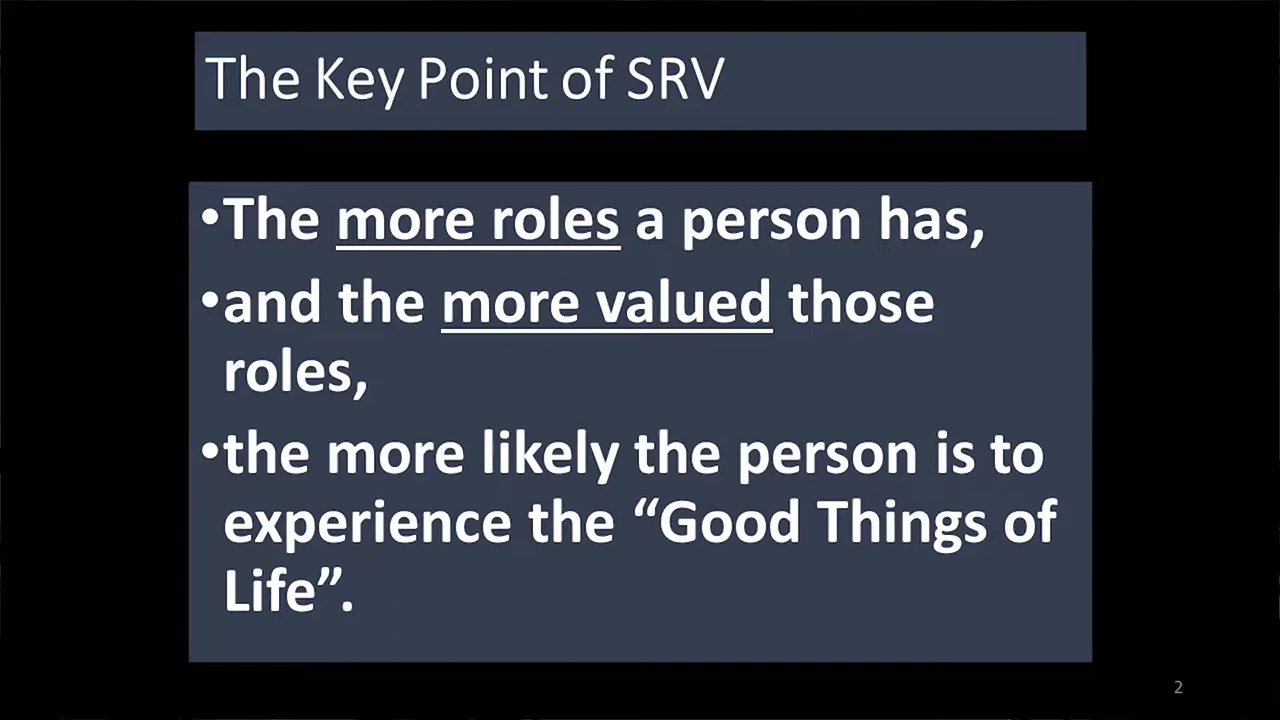 The Key Point of SRV
•The more roles a person has,
•and the more valued those
roles,
•the more likely the person is to
experience the “Good Things of
Life”.
2